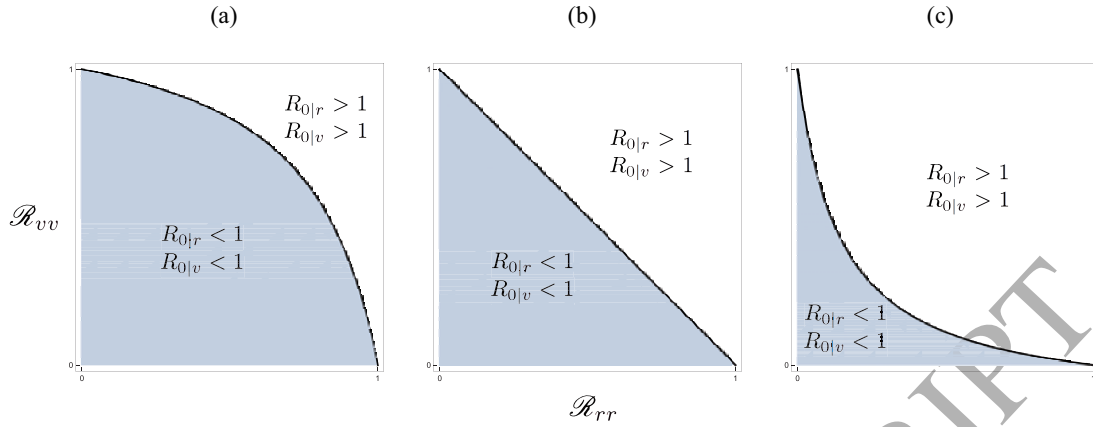 (a) (b) (c)
1 1 1
R_{0|r} > 1
R_{0|v} > 1
R_{0|r} > 1
R_{0|v} > 1
R_{0|r} > 1
R_{0|v} > 1
ℛ_{vv}
R_{0|r} < 1
R_{0|v} < 1
R_{0|r} < 1
R_{0|v} < 1
R_{0|r} < 1
R_{0|v} < 1
0 0 0
0 1 0 1 0 1
ℛ_{rr}
RIPT